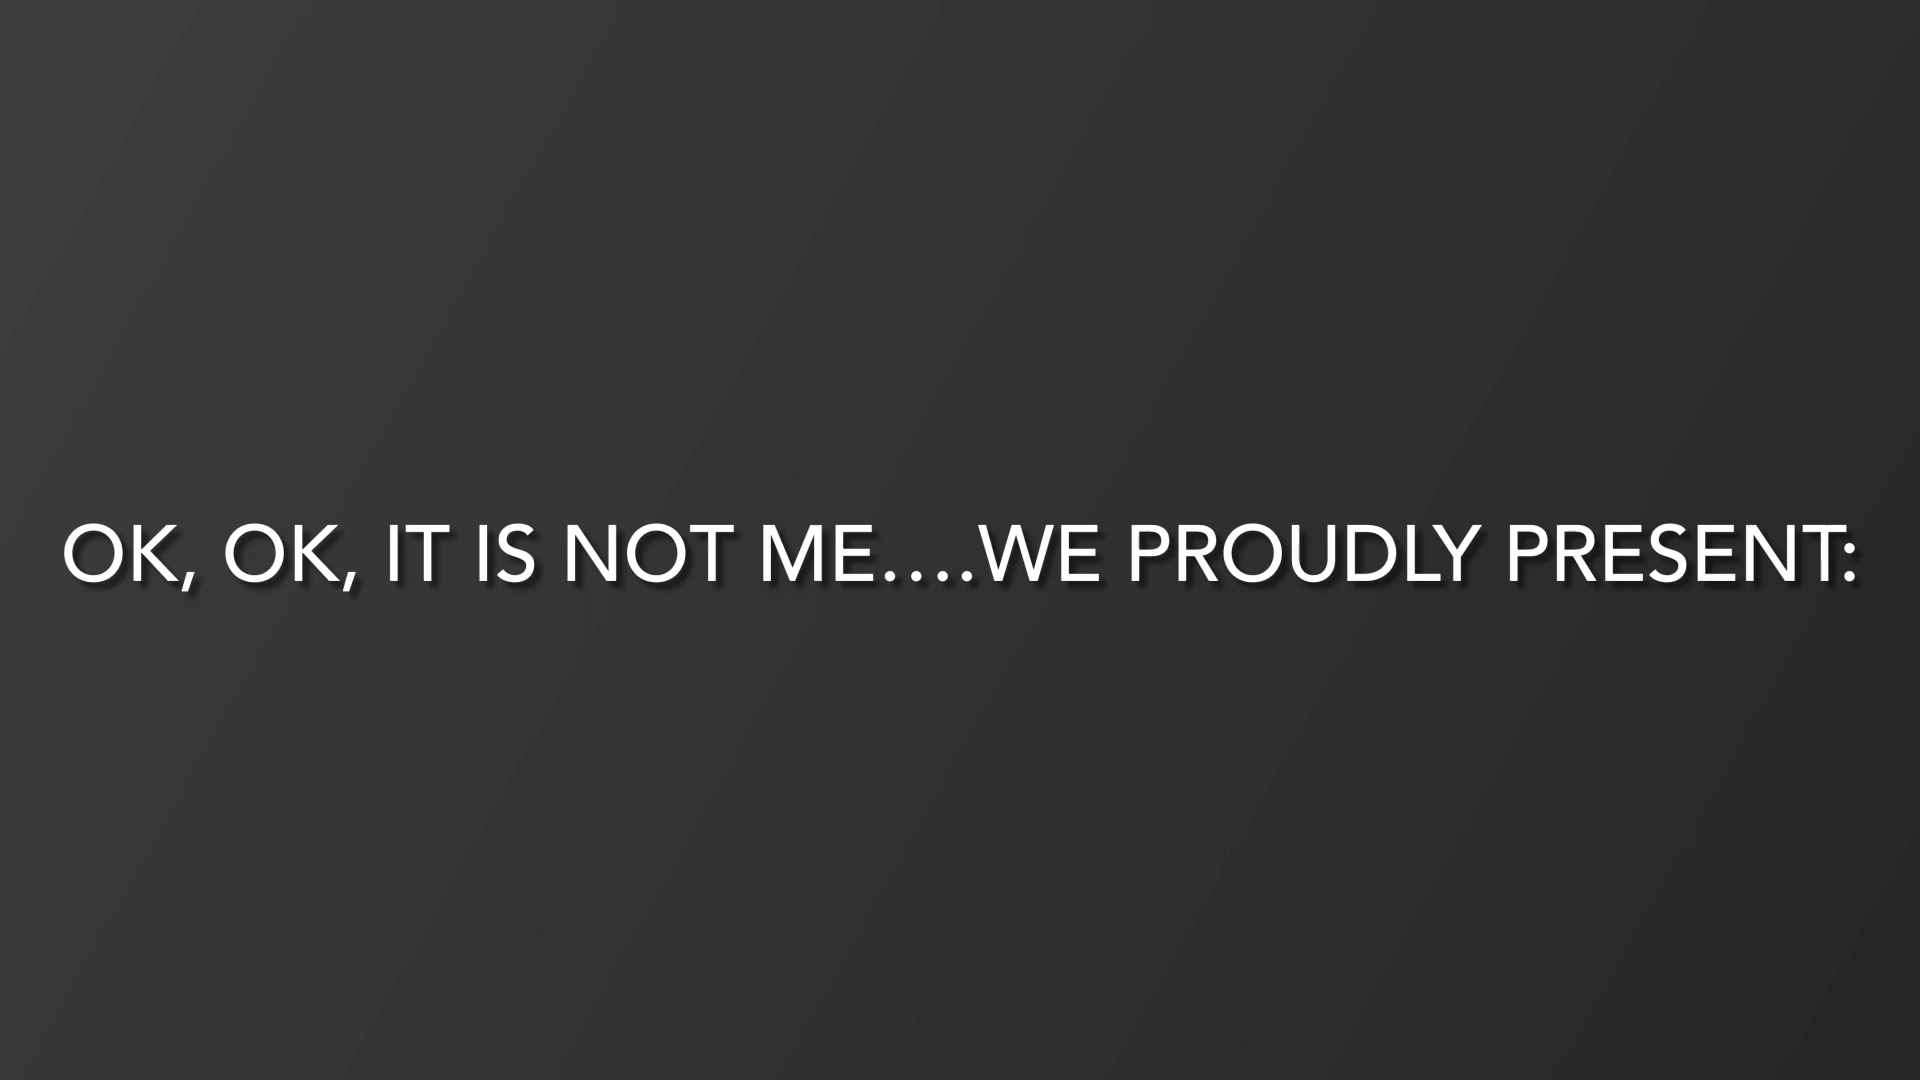 OK, OK, IT IS NOT ME....WE PROUDLY PRESENT: